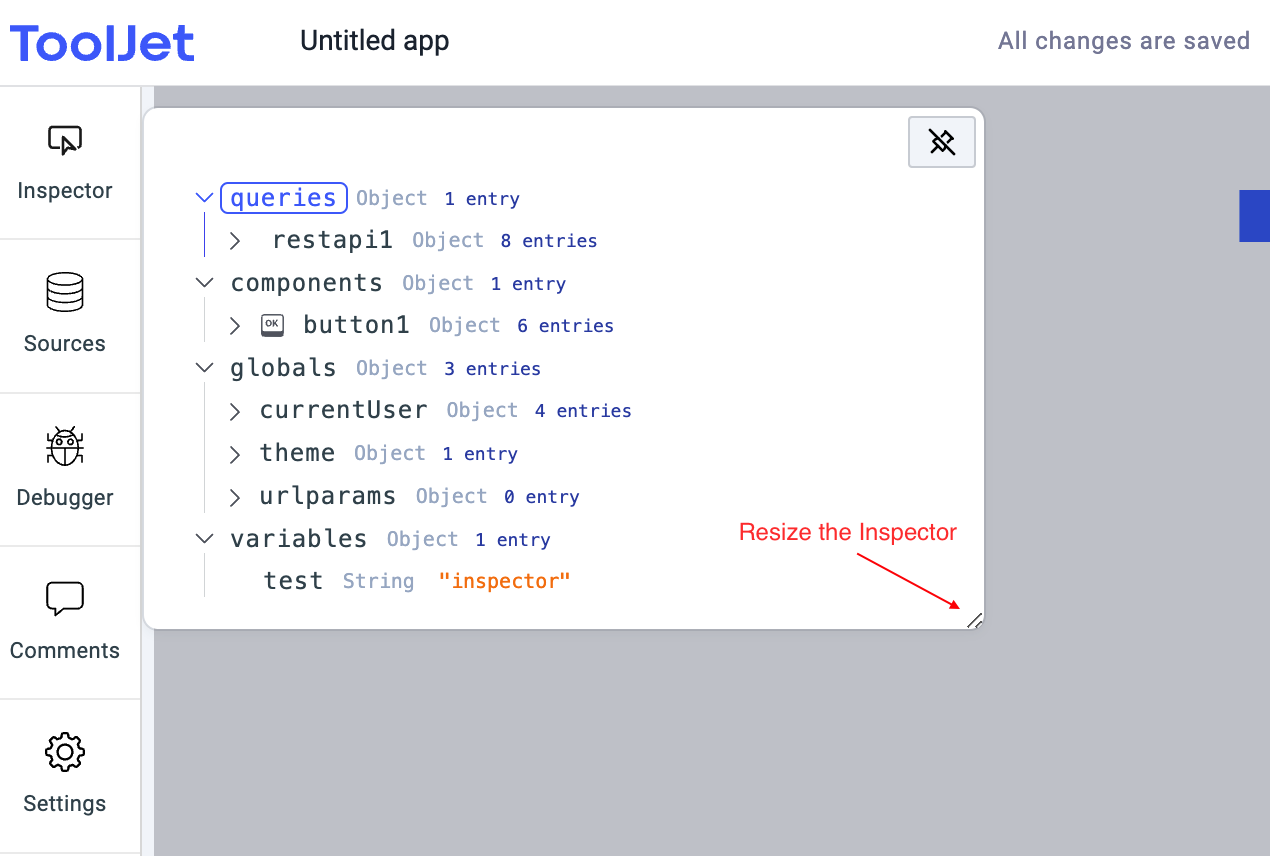 ToolJet Untitled app All changes are saved
Inspector
Sources
Debugger
Comments
Settings
queries Object 1 entry
restapi1 Object 8 entries
components Object 1 entry
OK button1 Object 6 entries
globals Object 3 entries
currentUser Object 4 entries
theme Object 1 entry
urlparams Object 0 entry
variables Object 1 entry
test String "inspector"
Resize the Inspector